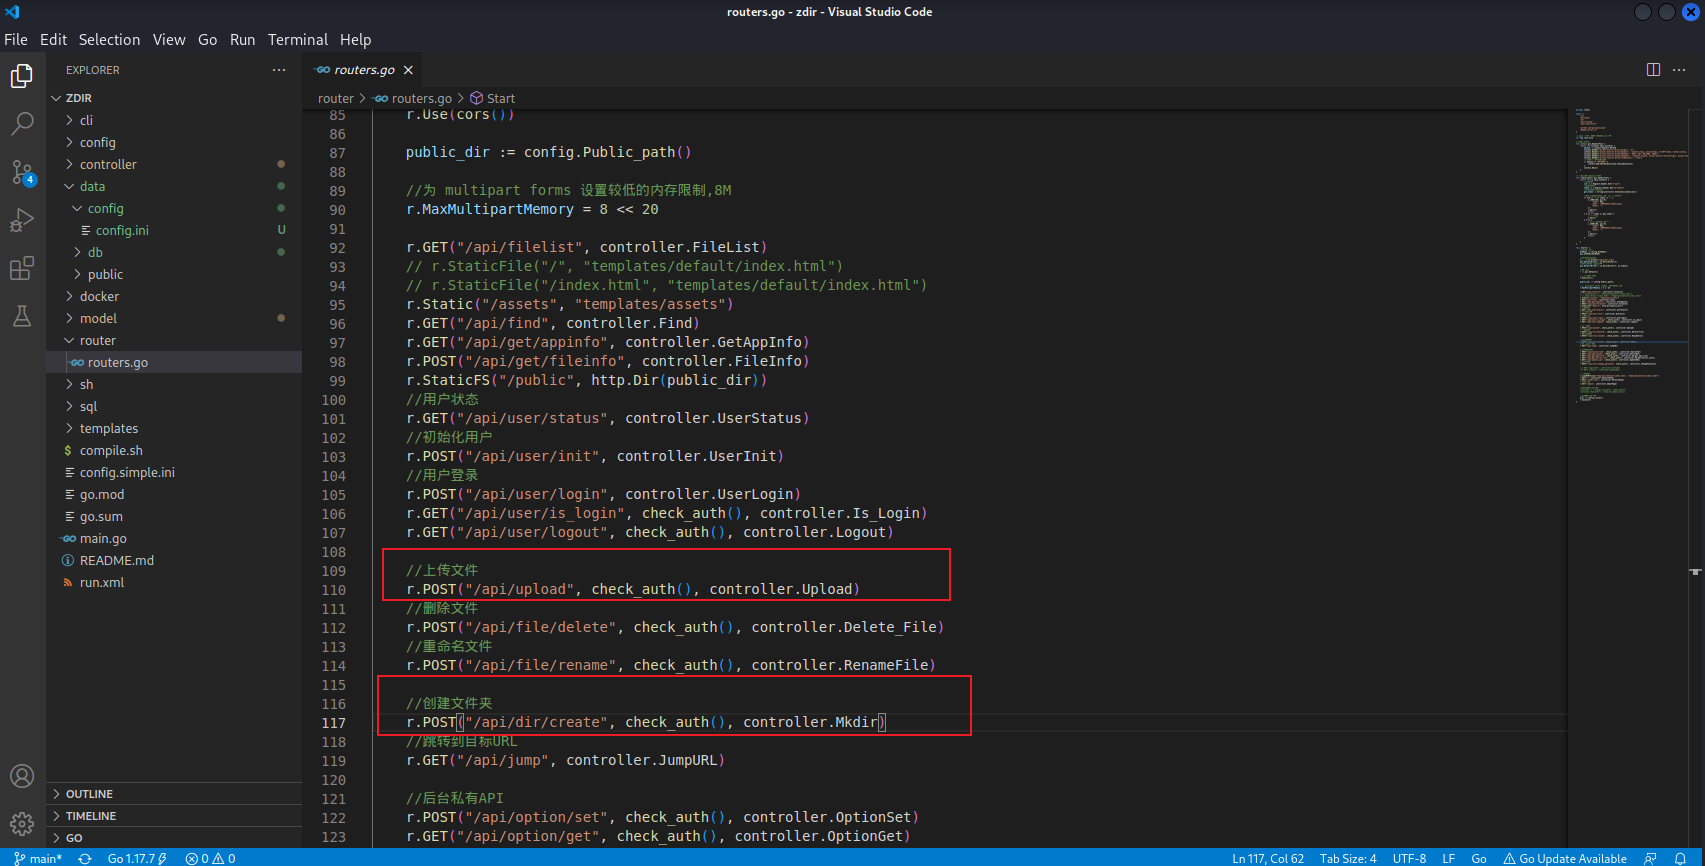 routers.go - zdir - Visual Studio Code
File Edit Selection View Go Run Terminal Help
EXPLORER ···
ZDIR
cli
config
controller
data
config
config.ini U
db
public
docker
model
router
routers.go
sh
sql
templates
compile.sh
config.simple.ini
go.mod
go.sum
main.go
README.md
run.xml
OUTLINE
TIMELINE
GO
routers.go
router > routers.go > Start
85 r.Use(cors())
86
87 public_dir := config.Public_path()
88
89 //为 multipart forms 设置较低的内存限制,8M
90 r.MaxMultipartMemory = 8 << 20
91
92 r.GET("/api/filelist", controller.FileList)
93 // r.StaticFile("/", "templates/default/index.html")
94 // r.StaticFile("/index.html", "templates/default/index.html")
95 r.Static("/assets", "templates/assets")
96 r.GET("/api/find", controller.Find)
97 r.GET("/api/get/appinfo", controller.GetAppInfo)
98 r.POST("/api/get/fileinfo", controller.FileInfo)
99 r.StaticFS("/public", http.Dir(public_dir))
100 //用户状态
101 r.GET("/api/user/status", controller.UserStatus)
102 //初始化用户
103 r.POST("/api/user/init", controller.UserInit)
104 //用户登录
105 r.POST("/api/user/login", controller.UserLogin)
106 r.GET("/api/user/is_login", check_auth(), controller.Is_Login)
107 r.GET("/api/user/logout", check_auth(), controller.Logout)
108
109 //上传文件
110 r.POST("/api/upload", check_auth(), controller.Upload)
111 //删除文件
112 r.POST("/api/file/delete", check_auth(), controller.Delete_File)
113 //重命名文件
114 r.POST("/api/file/rename", check_auth(), controller.RenameFile)
115
116 //创建文件夹
117 r.POST("/api/dir/create", check_auth(), controller.Mkdir)
118 //跳转到目标URL
119 r.GET("/api/jump", controller.JumpURL)
120
121 //后台私有API
122 r.POST("/api/option/set", check_auth(), controller.OptionSet)
123 r.GET("/api/option/get", check_auth(), controller.OptionGet)
4
main* Go 1.17.7 0 0 Ln 117, Col 62 Tab Size: 4 UTF-8 LF Go Go Update Available